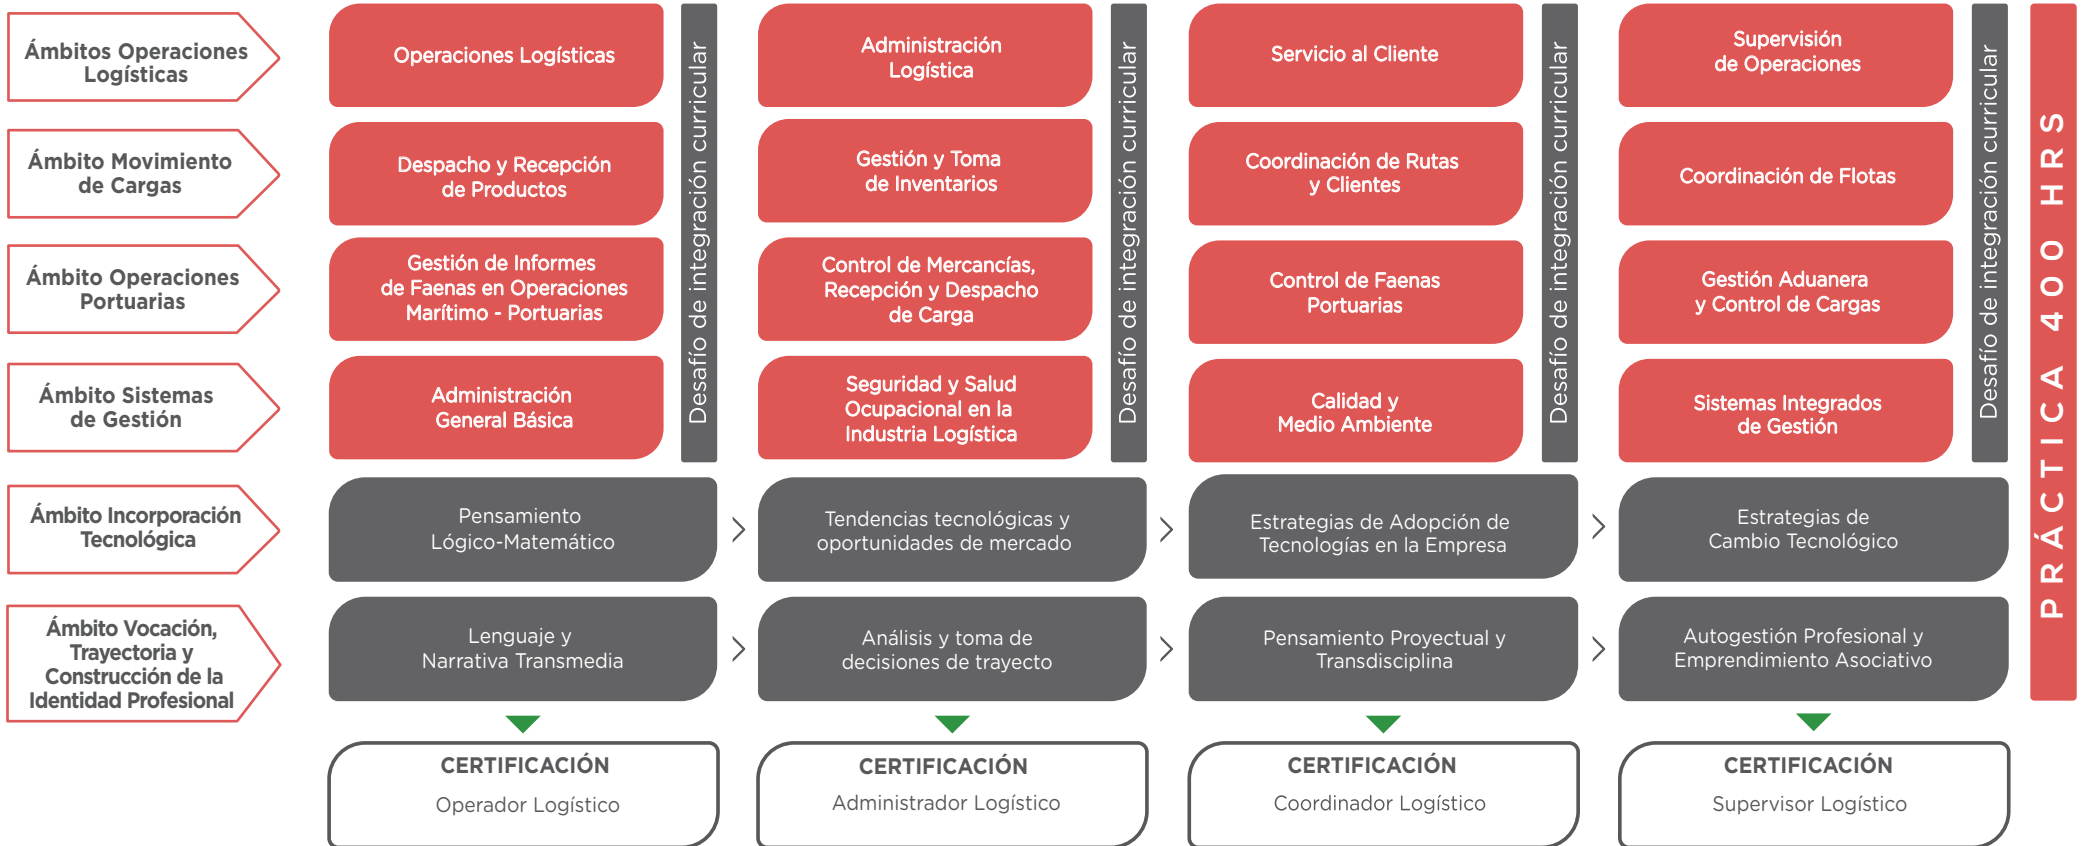 Ámbitos Operaciones
Logísticas
Operaciones Logísticas
Administración
Logística
Servicio al Cliente
Supervisión
de Operaciones
Ámbito Movimiento
de Cargas
Despacho y Recepción
de Productos
Gestión y Toma
de Inventarios
Coordinación de Rutas
y Clientes
Coordinación de Flotas
Ámbito Operaciones
Portuarias
Gestión de Informes
de Faenas en Operaciones
Marítimo - Portuarias
Control de Mercancías,
Recepción y Despacho
de Carga
Control de Faenas
Portuarias
Gestión Aduanera
y Control de Cargas
Ámbito Sistemas
de Gestión
Administración
General Básica
Seguridad y Salud
Ocupacional en la
Industria Logística
Calidad y
Medio Ambiente
Sistemas Integrados
de Gestión
Desafío de integración curricular
Desafío de integración curricular
Desafío de integración curricular
Desafío de integración curricular
Ámbito Incorporación
Tecnológica
Pensamiento
Lógico-Matemático
Tendencias tecnológicas y
oportunidades de mercado
Estrategias de Adopción de
Tecnologías en la Empresa
Estrategias de
Cambio Tecnológico
Ámbito Vocación,
Trayectoria y
Construcción de la
Identidad Profesional
Lenguaje y
Narrativa Transmedia
Análisis y toma de
decisiones de trayecto
Pensamiento Proyectual y
Transdisciplina
Autogestión Profesional y
Emprendimiento Asociativo
PRÁCTICA 400 HRS
CERTIFICACIÓN
Operador Logístico
CERTIFICACIÓN
Administrador Logístico
CERTIFICACIÓN
Coordinador Logístico
CERTIFICACIÓN
Supervisor Logístico